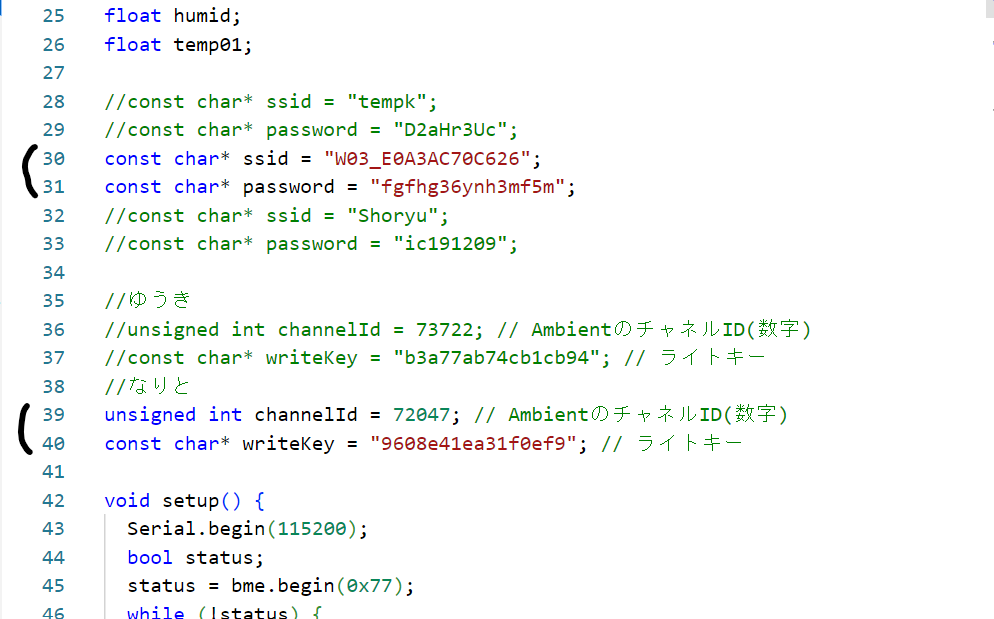 25 float humid;
26 float temp01;
27
28 //const char* ssid = "tempk";
29 //const char* password = "D2aHr3Uc";
30 const char* ssid = "W03_E0A3AC70C626";
31 const char* password = "fgfhg36ynh3mf5m";
32 //const char* ssid = "Shoryu";
33 //const char* password = "ic191209";
34
35 //ゆうき
36 //unsigned int channelId = 73722; // AmbientのチャネルID(数字)
37 //const char* writeKey = "b3a77ab74cb1cb94"; // ライトキー
38 //なりと
39 unsigned int channelId = 72047; // AmbientのチャネルID(数字)
40 const char* writeKey = "9608e41ea31f0ef9"; // ライトキー
41
42 void setup() {
43 Serial.begin(115200);
44 bool status;
45 status = bme.begin(0x77);
46 while (!status) {